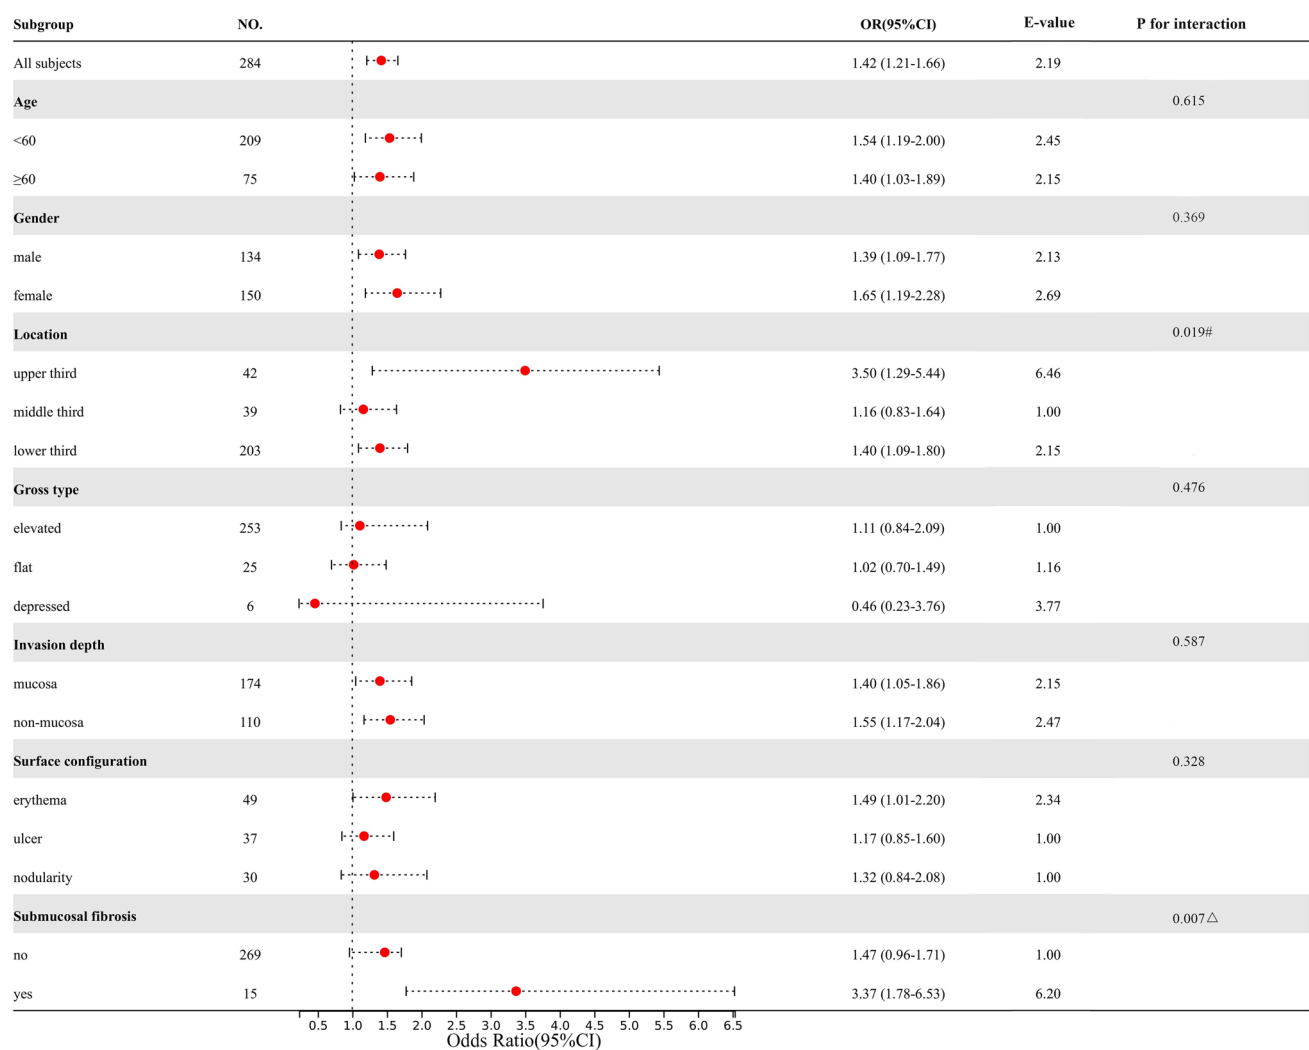 Subgroup NO. OR(95%CI) E-value P for interaction
All subjects 284 1.42 (1.21-1.66) 2.19
Age 0.615
<60 209 1.54 (1.19-2.00) 2.45
≥60 75 1.40 (1.03-1.89) 2.15
Gender 0.369
male 134 1.39 (1.09-1.77) 2.13
female 150 1.65 (1.19-2.28) 2.69
Location 0.019#
upper third 42 3.50 (1.29-5.44) 6.46
middle third 39 1.16 (0.83-1.64) 1.00
lower third 203 1.40 (1.09-1.80) 2.15
Gross type 0.476
elevated 253 1.11 (0.84-2.09) 1.00
flat 25 1.02 (0.70-1.49) 1.16
depressed 6 0.46 (0.23-3.76) 3.77
Invasion depth 0.587
mucosa 174 1.40 (1.05-1.86) 2.15
non-mucosa 110 1.55 (1.17-2.04) 2.47
Surface configuration 0.328
erythema 49 1.49 (1.01-2.20) 2.34
ulcer 37 1.17 (0.85-1.60) 1.00
nodularity 30 1.32 (0.84-2.08) 1.00
Submucosal fibrosis 0.007△
no 269 1.47 (0.96-1.71) 1.00
yes 15 3.37 (1.78-6.53) 6.20
0.5 1.0 1.5 2.0 2.5 3.0 3.5 4.0 4.5 5.0 5.5 6.0 6.5
Odds Ratio(95%CI)